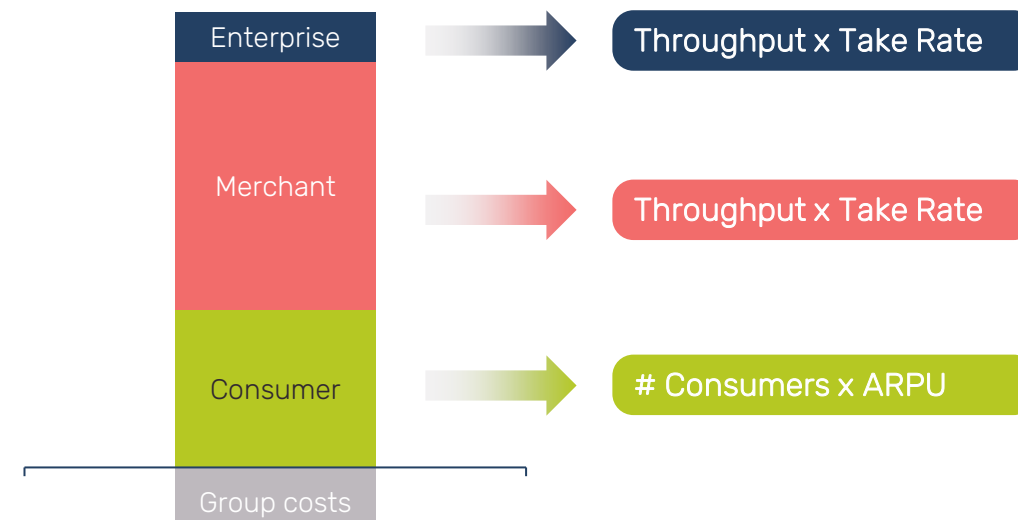 Enterprise
Throughput x Take Rate
Merchant
Throughput x Take Rate
Consumer
# Consumers x ARPU
Group costs